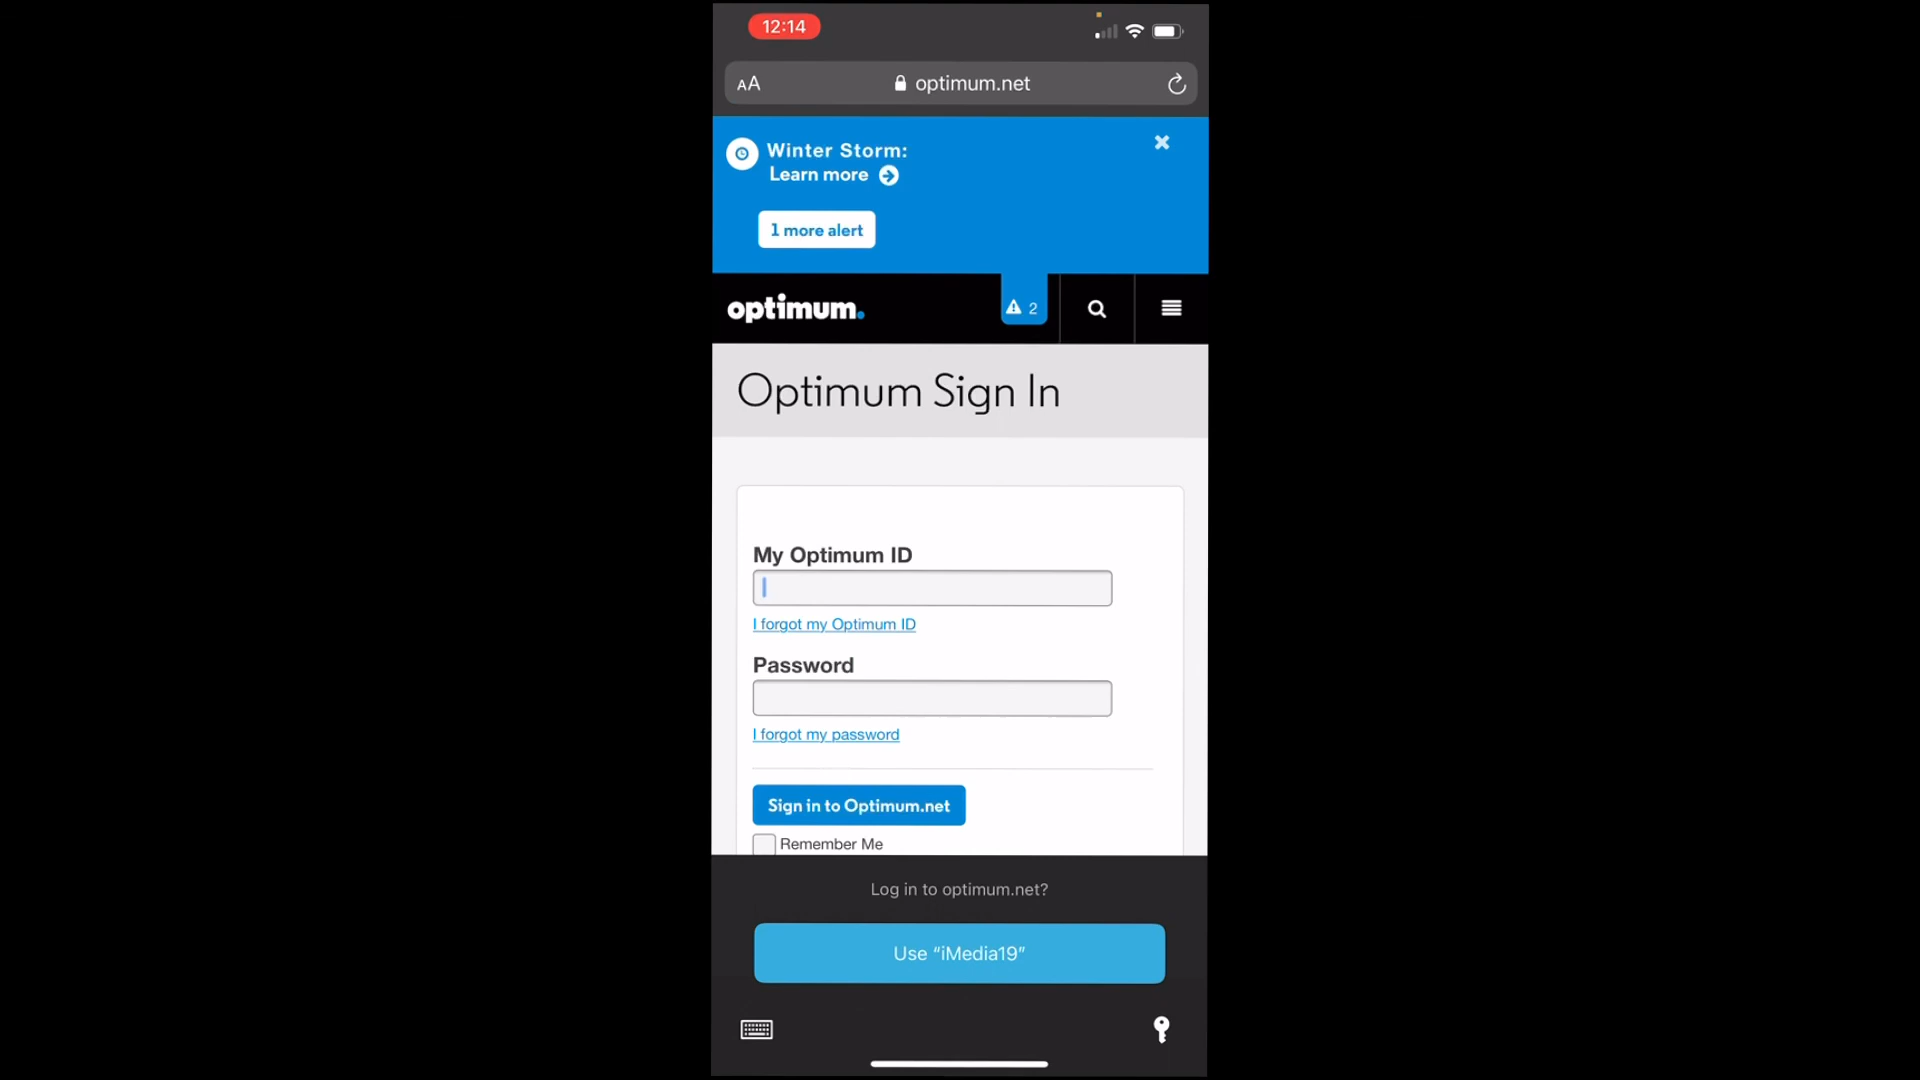 12:14
AA
optimum.net
Winter Storm:
Learn more
1 more alert
optimum.
2
Optimum Sign In
My Optimum ID
I forgot my Optimum ID
Password
I forgot my password
Sign in to Optimum.net
Remember Me
Log in to optimum.net?
Use “iMedia19”